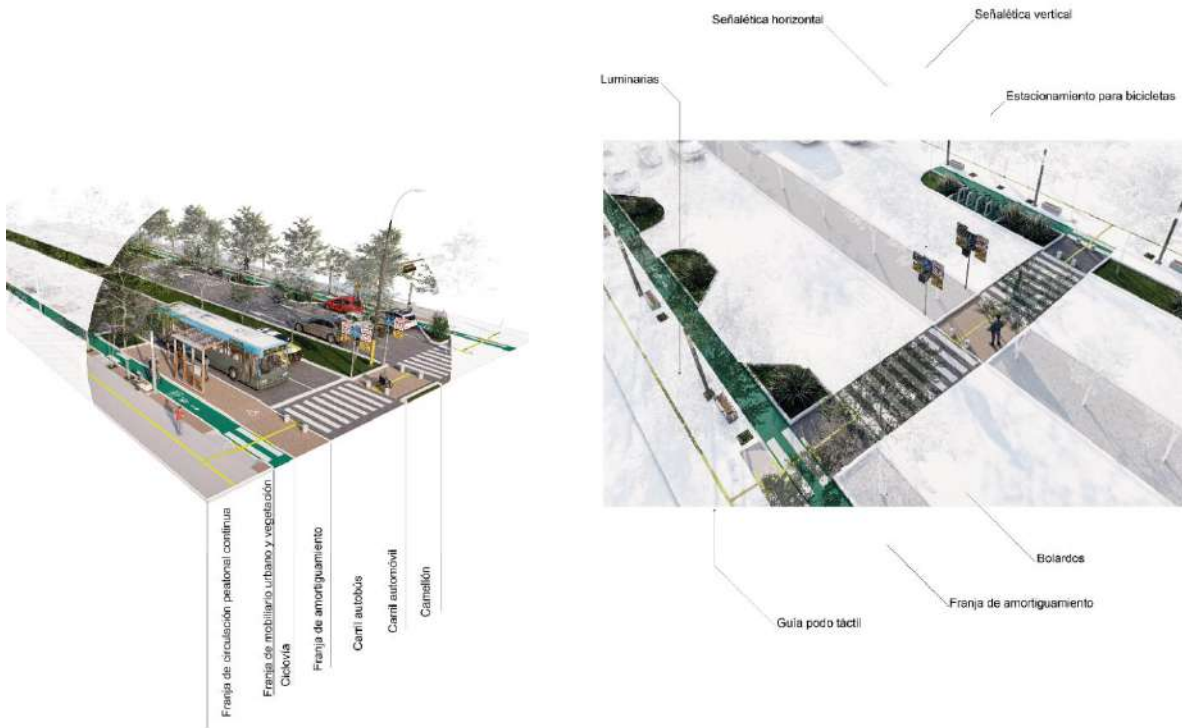 Franja de circulación peatonal continua
Franja de mobiliario urbano y vegetación
Ciclovía
Franja de amortiguamiento
Carril autobús
Carril automóvil
Camellón
Señalética horizontal
Señalética vertical
Luminarias
Estacionamiento para bicicletas
Bolardos
Franja de amortiguamiento
Guía podo táctil